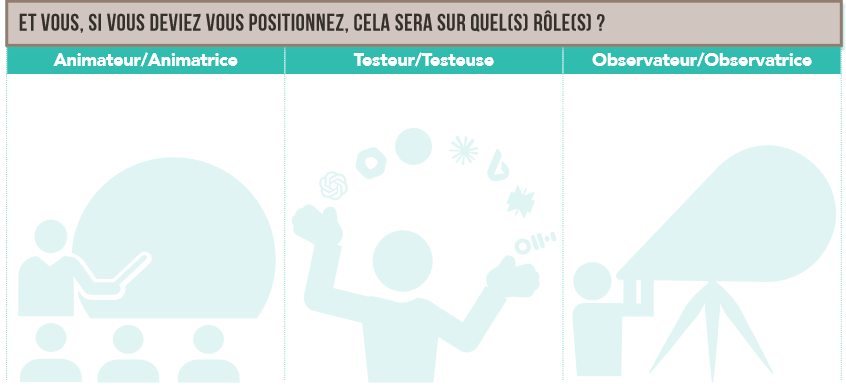 ET VOUS, SI VOUS DEVIEZ VOUS POSITIONNEZ, CELA SERA SUR QUEL(S) RÔLE(S) ?
Animateur/Animatrice
Testeur/Testeuse
Observateur/Observatrice